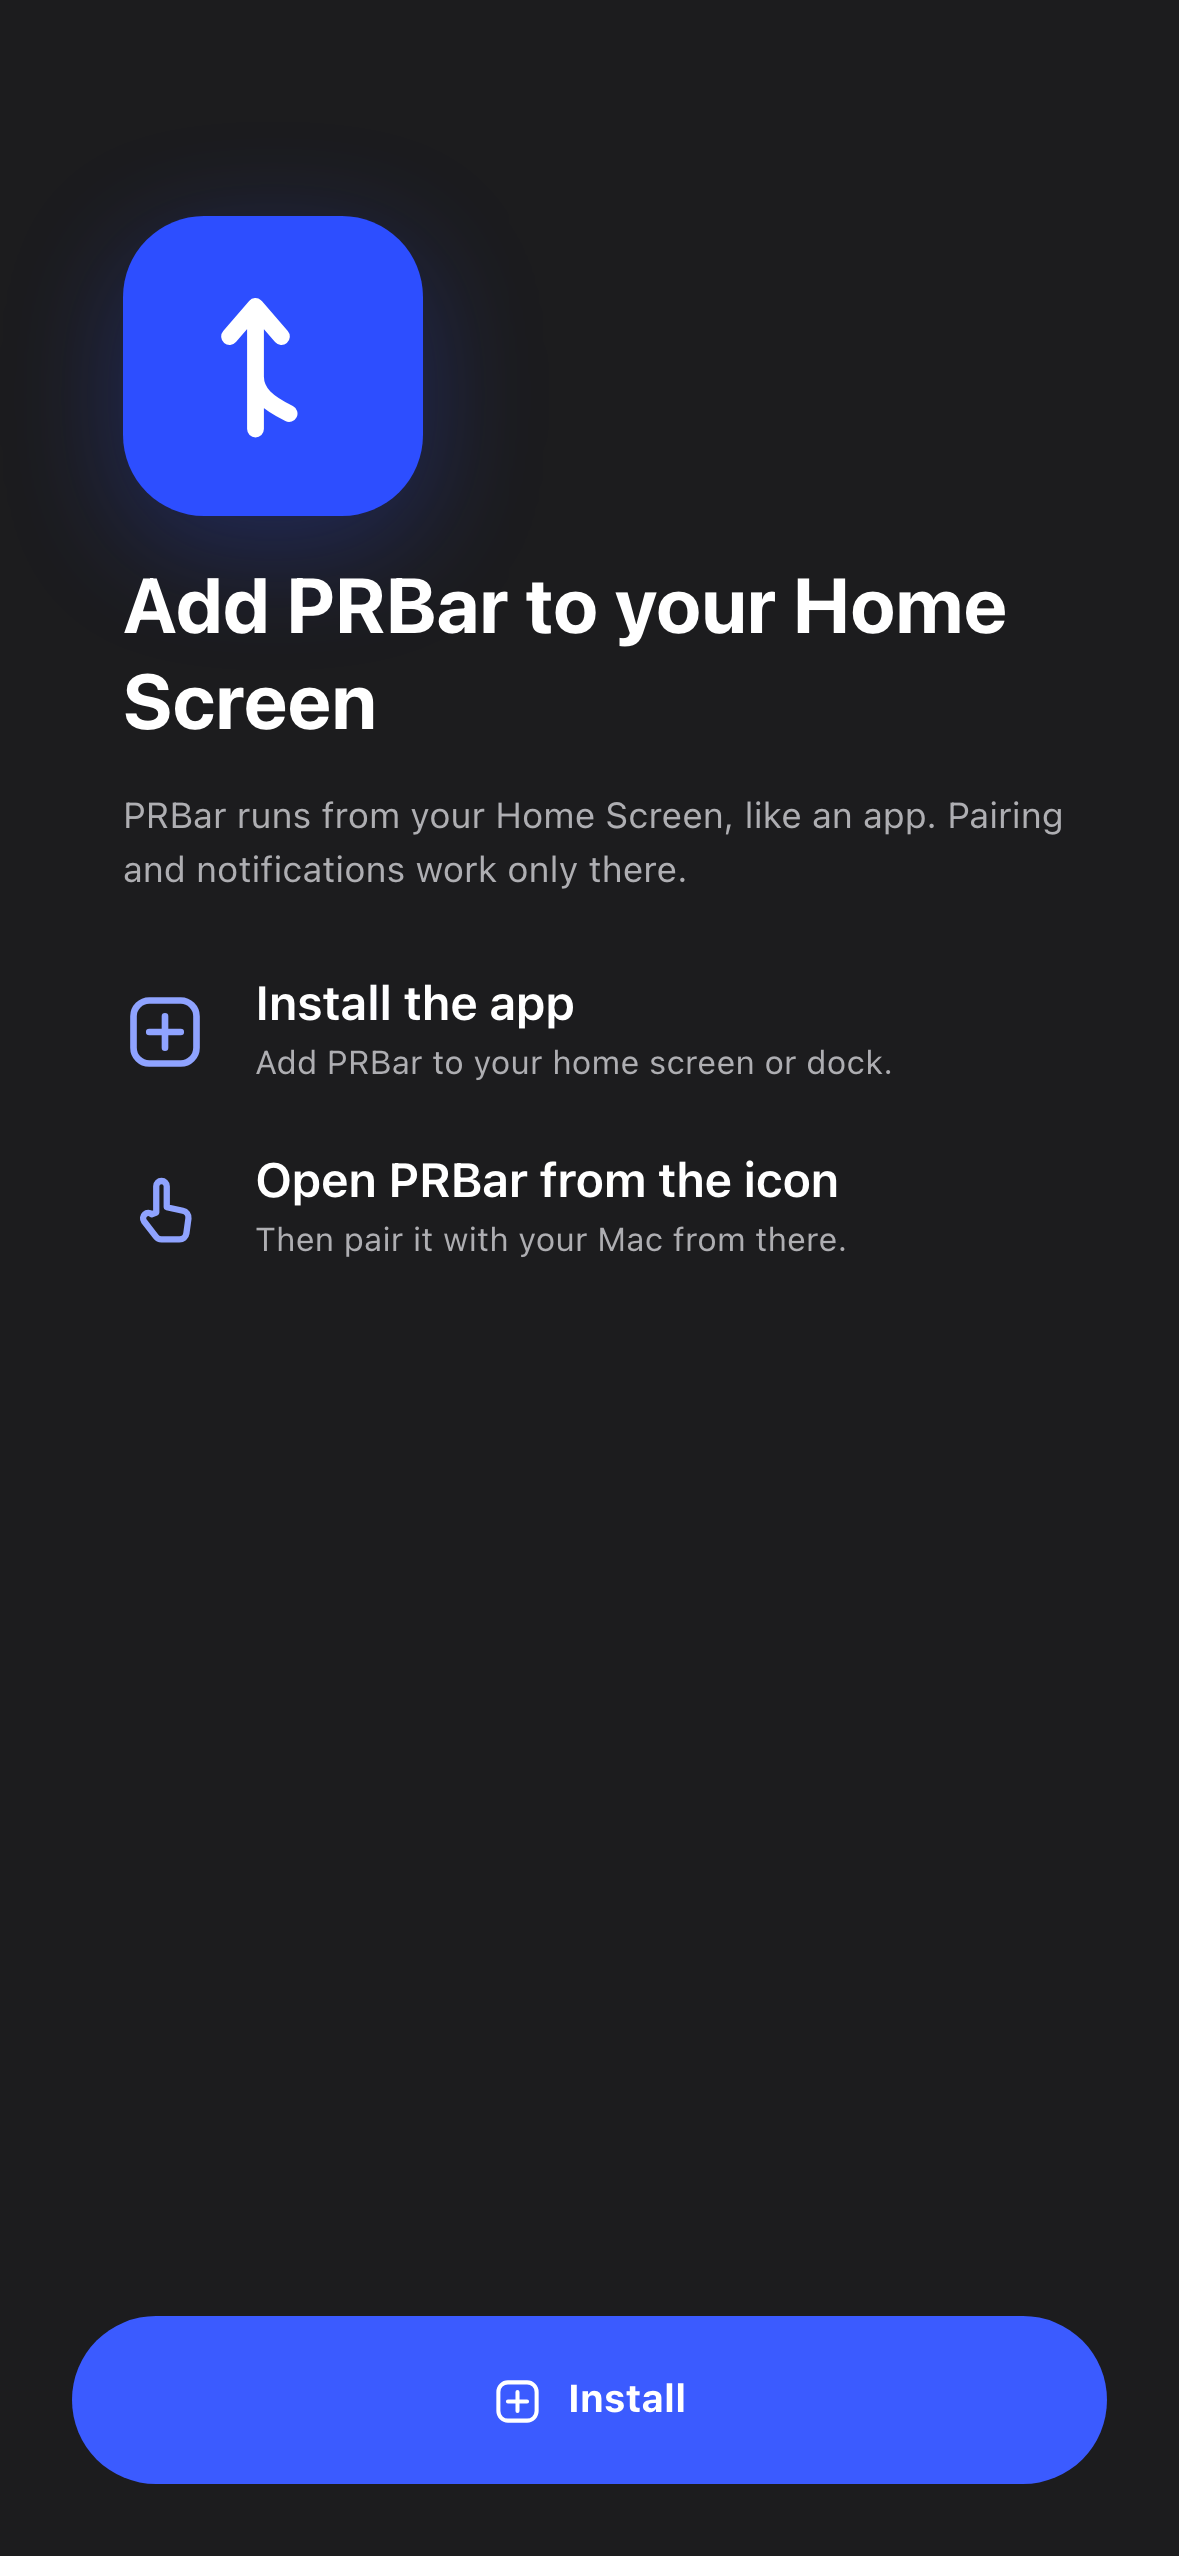 Add PRBar to your Home
Screen
PRBar runs from your Home Screen, like an app. Pairing
and notifications work only there.
Install the app
Add PRBar to your home screen or dock.
Open PRBar from the icon
Then pair it with your Mac from there.
Install